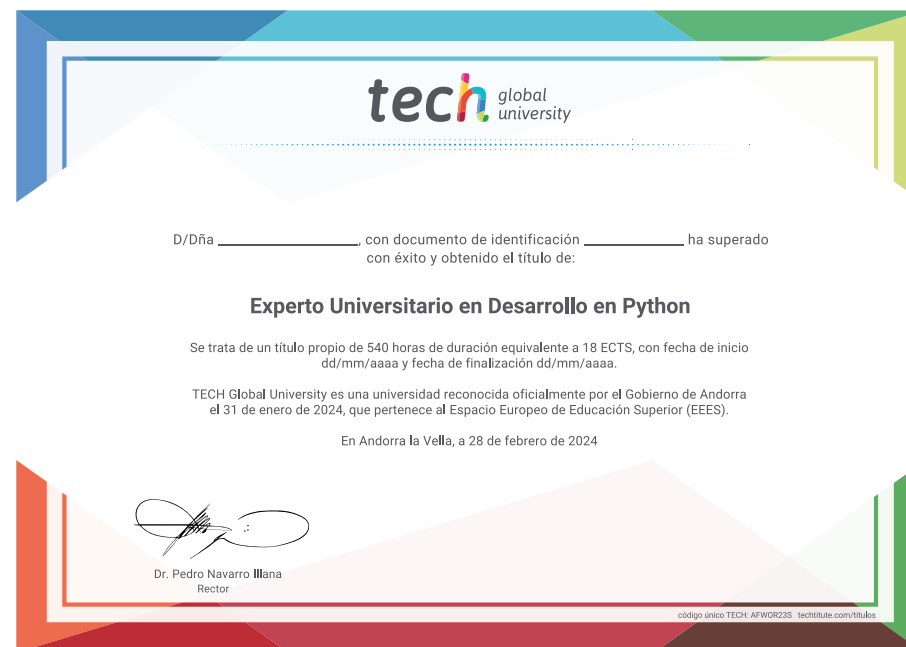 tech global university
D/Dña ____________, con documento de identificación ____________ ha superado
con éxito y obtenido el título de:
Experto Universitario en Desarrollo en Python
Se trata de un título propio de 540 horas de duración equivalente a 18 ECTS, con fecha de inicio
dd/mm/aaaa y fecha de finalización dd/mm/aaaa.
TECH Global University es una universidad reconocida oficialmente por el Gobierno de Andorra
el 31 de enero de 2024, que pertenece al Espacio Europeo de Educación Superior (EEES).
En Andorra la Vella, a 28 de febrero de 2024
Dr. Pedro Navarro Illana
Rector
código único TECH: AFWOR23S techtitute.com/titulos